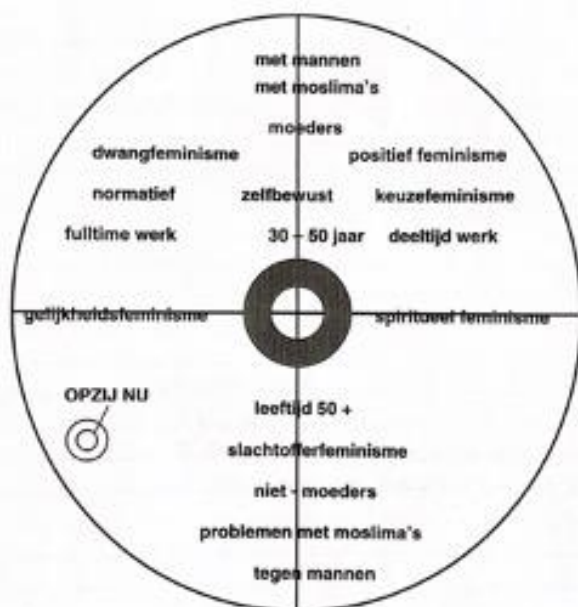 met mannen
met moslima's
moeders
dwangfeminisme
positief feminisme
normatief
zelfbewust
keuzefeminisme
fulltime werk
30 – 50 jaar
deeltijd werk
gelijkheidsfeminisme
spiritueel feminisme
OPZIJ NU
leeftijd 50 +
slachtofferfeminisme
niet - moeders
problemen met moslima's
tegen mannen